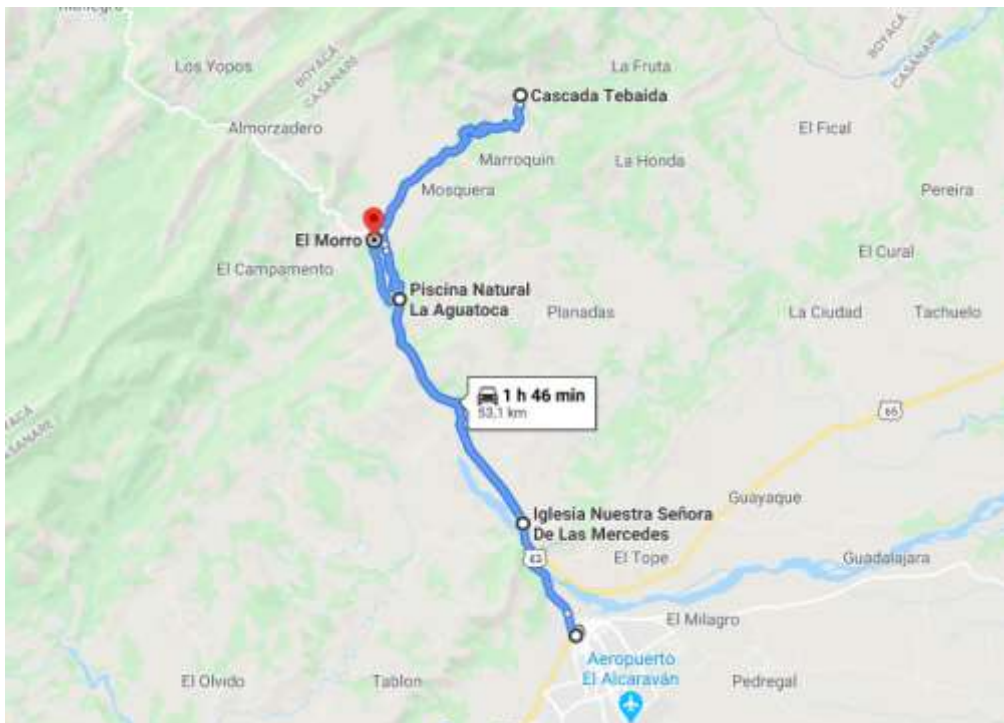 Los Yopos
BOYACÁ
CASANARE
La Fruta
BOYACÁ
CASANARE
Cascada Tebaida
Almorzadero
El Fical
Marroquin
La Honda
Mosquera
Pereira
El Morro
El Campamento
El Cural
Piscina Natural
La Aguatoca
Planadas
La Ciudad
Tachuelo
1 h 46 min
53,1 km
65
BOYACÁ
CASANARE
Guayaque
Iglesia Nuestra Señora
De Las Mercedes
El Tope
Guadalajara
El Milagro
Aeropuerto
El Alcaraván
El Olvido
Tablon
Pedregal